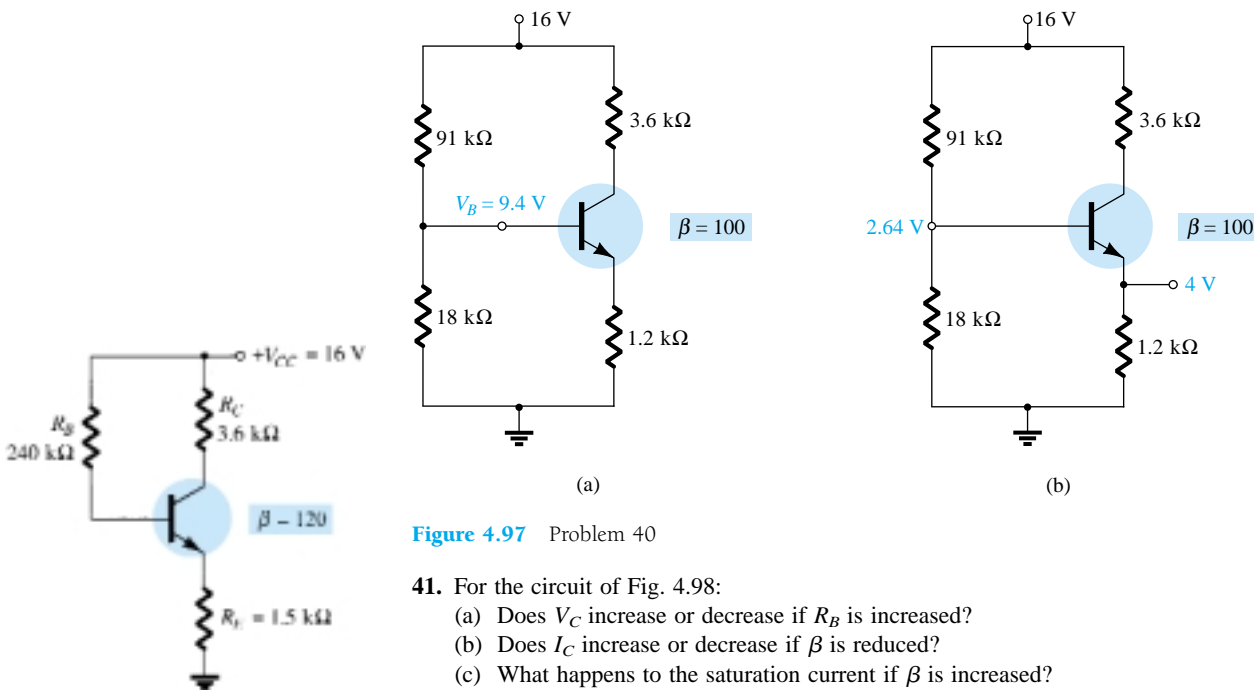 16 V
91 kΩ
3.6 kΩ
V_B = 9.4 V
β = 100
18 kΩ
1.2 kΩ
(a)
16 V
91 kΩ
3.6 kΩ
2.64 V
β = 100
4 V
18 kΩ
1.2 kΩ
(b)
+V_CC = 16 V
R_B
240 kΩ
R_C
3.6 kΩ
β = 120
R_E = 1.5 kΩ
Figure 4.97 Problem 40
41. For the circuit of Fig. 4.98:
(a) Does V_C increase or decrease if R_B is increased?
(b) Does I_C increase or decrease if β is reduced?
(c) What happens to the saturation current if β is increased?